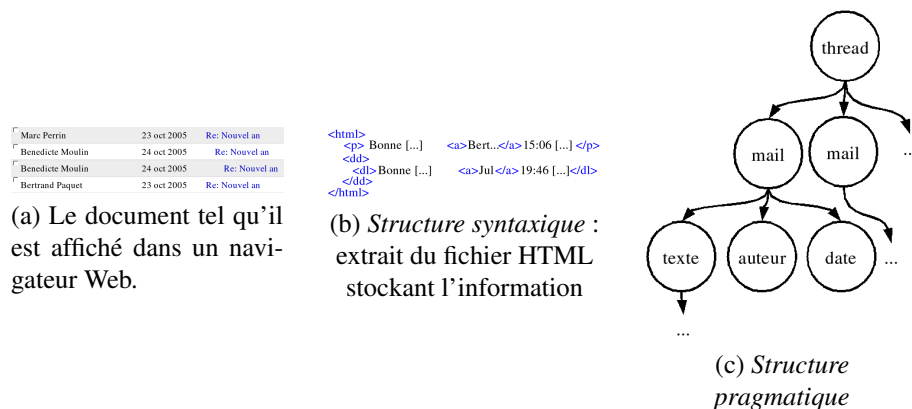 Marc Perrin 23 oct 2005 Re: Nouvel an
Benedicte Moulin 24 oct 2005 Re: Nouvel an
Benedicte Moulin 24 oct 2005 Re: Nouvel an
Bertrand Paquet 23 oct 2005 Re: Nouvel an
(a) Le document tel qu'il
est affiché dans un navi-
gateur Web.
<html>
<p> Bonne [...] <a>Bert...</a> 15:06 [...] </p>
<dd>
<dl>Bonne [...] <a>Jul</a> 19:46 [...]</dl>
</dd>
</html>
(b) Structure syntaxique :
extrait du fichier HTML
stockant l'information
thread
mail mail ...
texte auteur date ...
...
(c) Structure
pragmatique